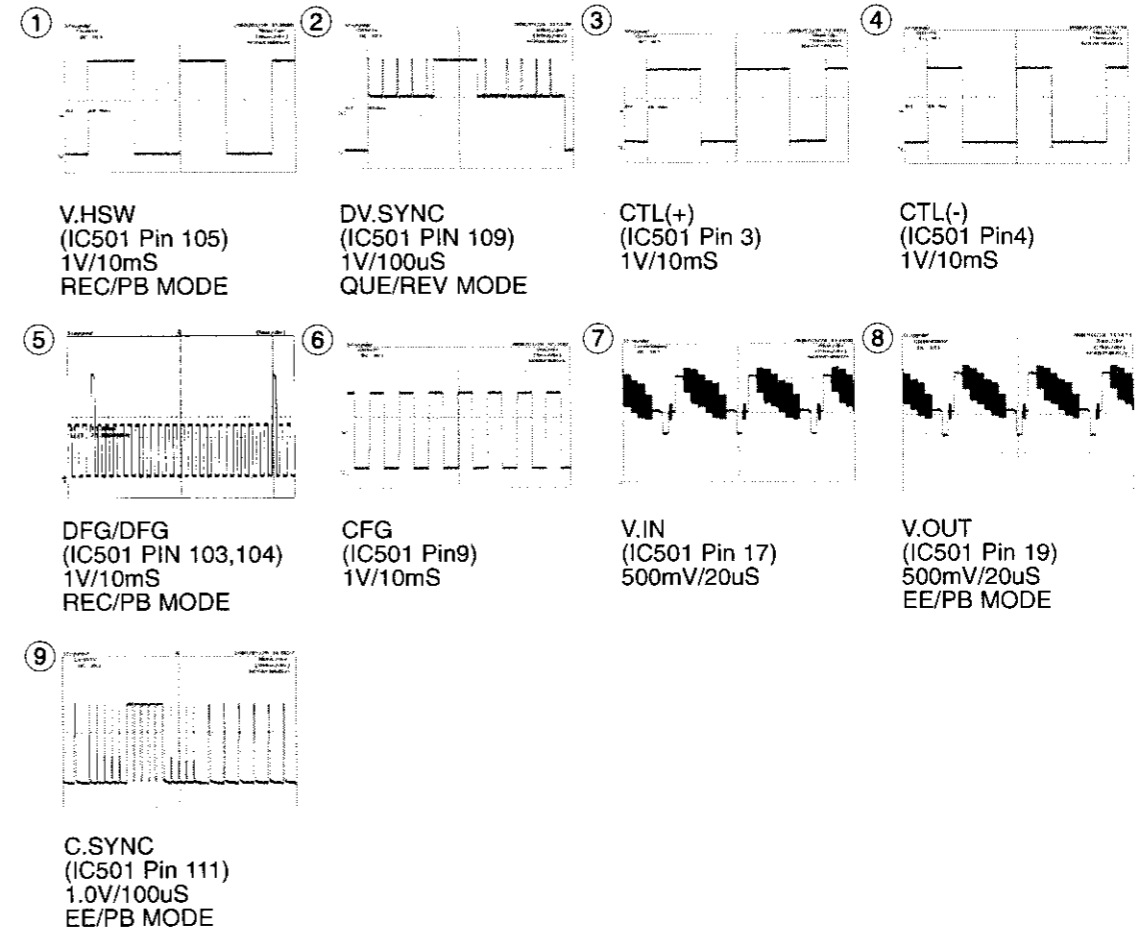 ①
V.HSW
(IC501 Pin 105)
1V/10mS
REC/PB MODE
②
DV.SYNC
(IC501 PIN 109)
1V/100uS
QUE/REV MODE
③
CTL(+)
(IC501 Pin 3)
1V/10mS
④
CTL(-)
(IC501 Pin4)
1V/10mS
⑤
DFG/DFG
(IC501 PIN 103,104)
1V/10mS
REC/PB MODE
⑥
CFG
(IC501 Pin9)
1V/10mS
⑦
V.IN
(IC501 Pin 17)
500mV/20uS
⑧
V.OUT
(IC501 Pin 19)
500mV/20uS
EE/PB MODE
⑨
C.SYNC
(IC501 Pin 111)
1.0V/100uS
EE/PB MODE